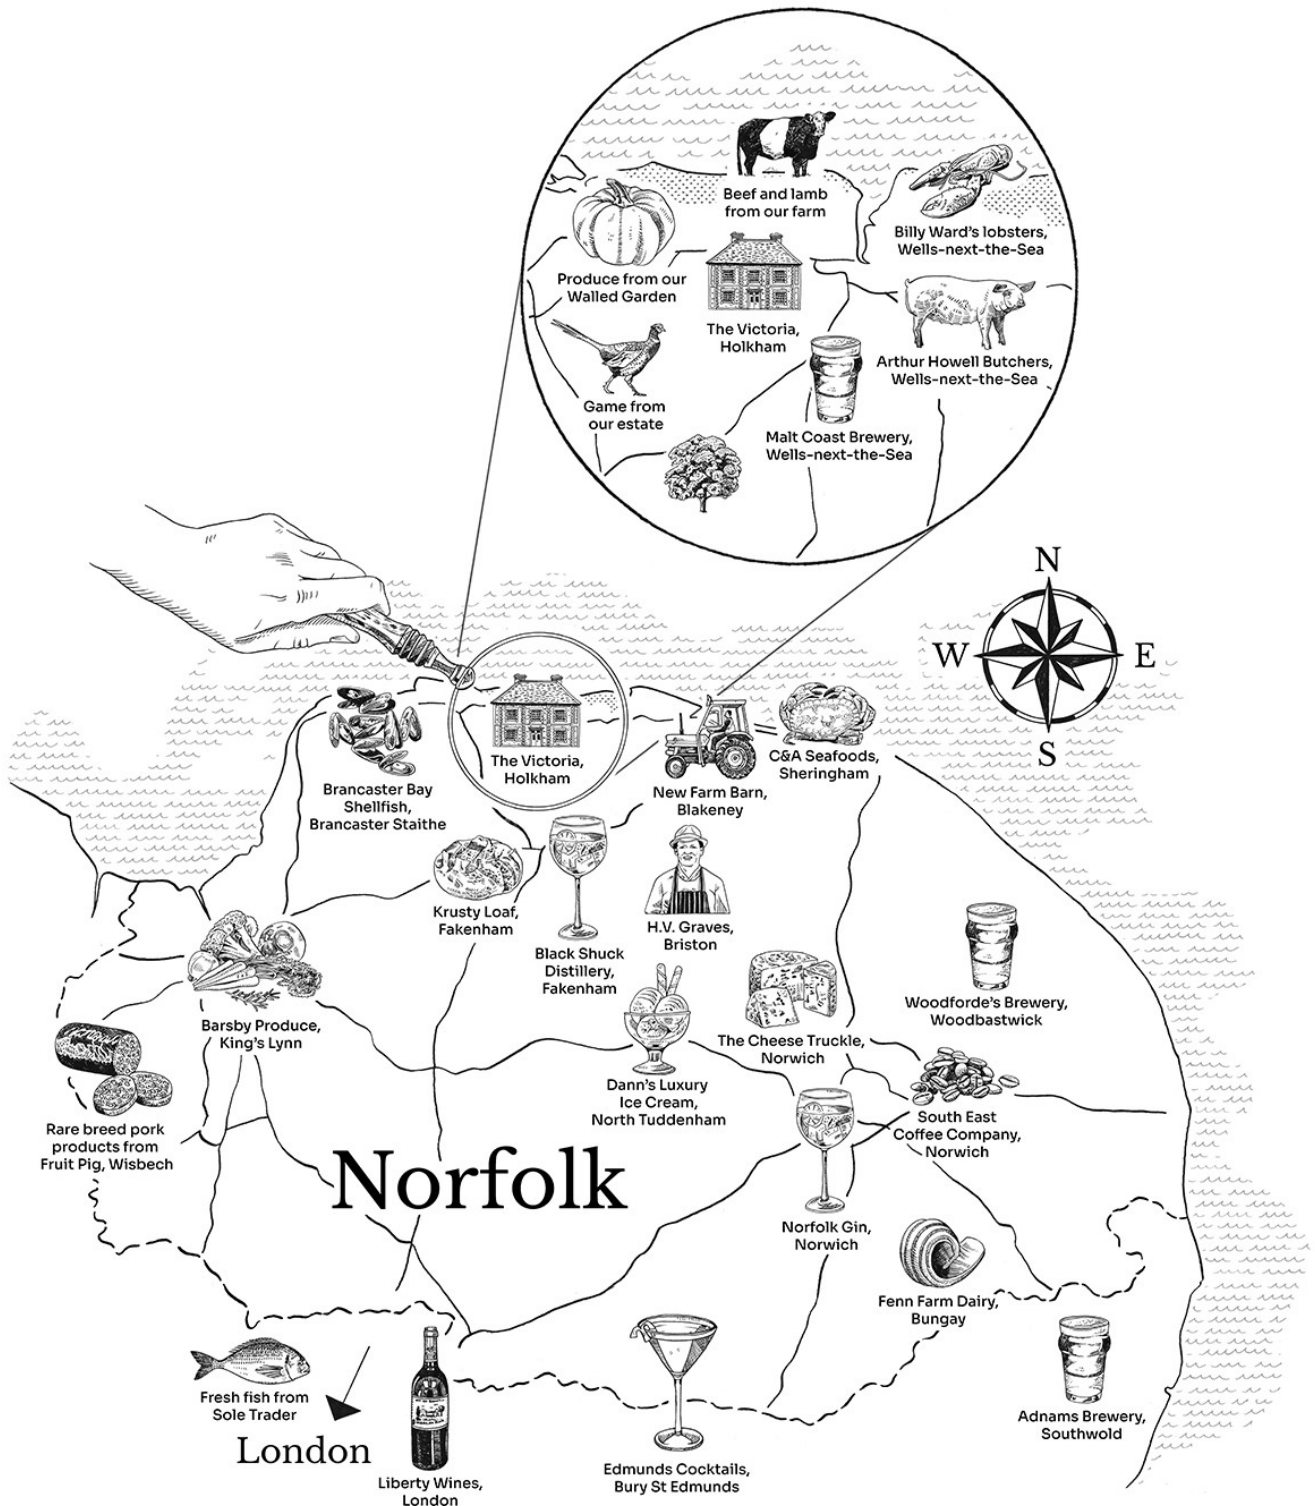 Beef and lamb
from our farm
Billy Ward's lobsters,
Wells-next-the-Sea
Produce from our
Walled Garden
The Victoria,
Holkham
Arthur Howell Butchers,
Wells-next-the-Sea
Game from
our estate
Malt Coast Brewery,
Wells-next-the-Sea
N
W
E
S
The Victoria,
Holkham
C&A Seafoods,
Sheringham
Brancaster Bay
Shellfish,
Brancaster Staithe
New Farm Barn,
Blakeney
Krusty Loaf,
Fakenham
H.V. Graves,
Briston
Black Shuck
Distillery,
Fakenham
Woodforde's Brewery,
Woodbastwick
Barsby Produce,
King's Lynn
The Cheese Truckle,
Norwich
Dann's Luxury
Ice Cream,
North Tuddenham
Rare breed pork
products from
Fruit Pig, Wisbech
South East
Coffee Company,
Norwich
Norfolk
Norfolk Gin,
Norwich
Fenn Farm Dairy,
Bungay
Fresh fish from
Sole Trader
London
Adnams Brewery,
Southwold
Liberty Wines,
London
Edmunds Cocktails,
Bury St Edmunds